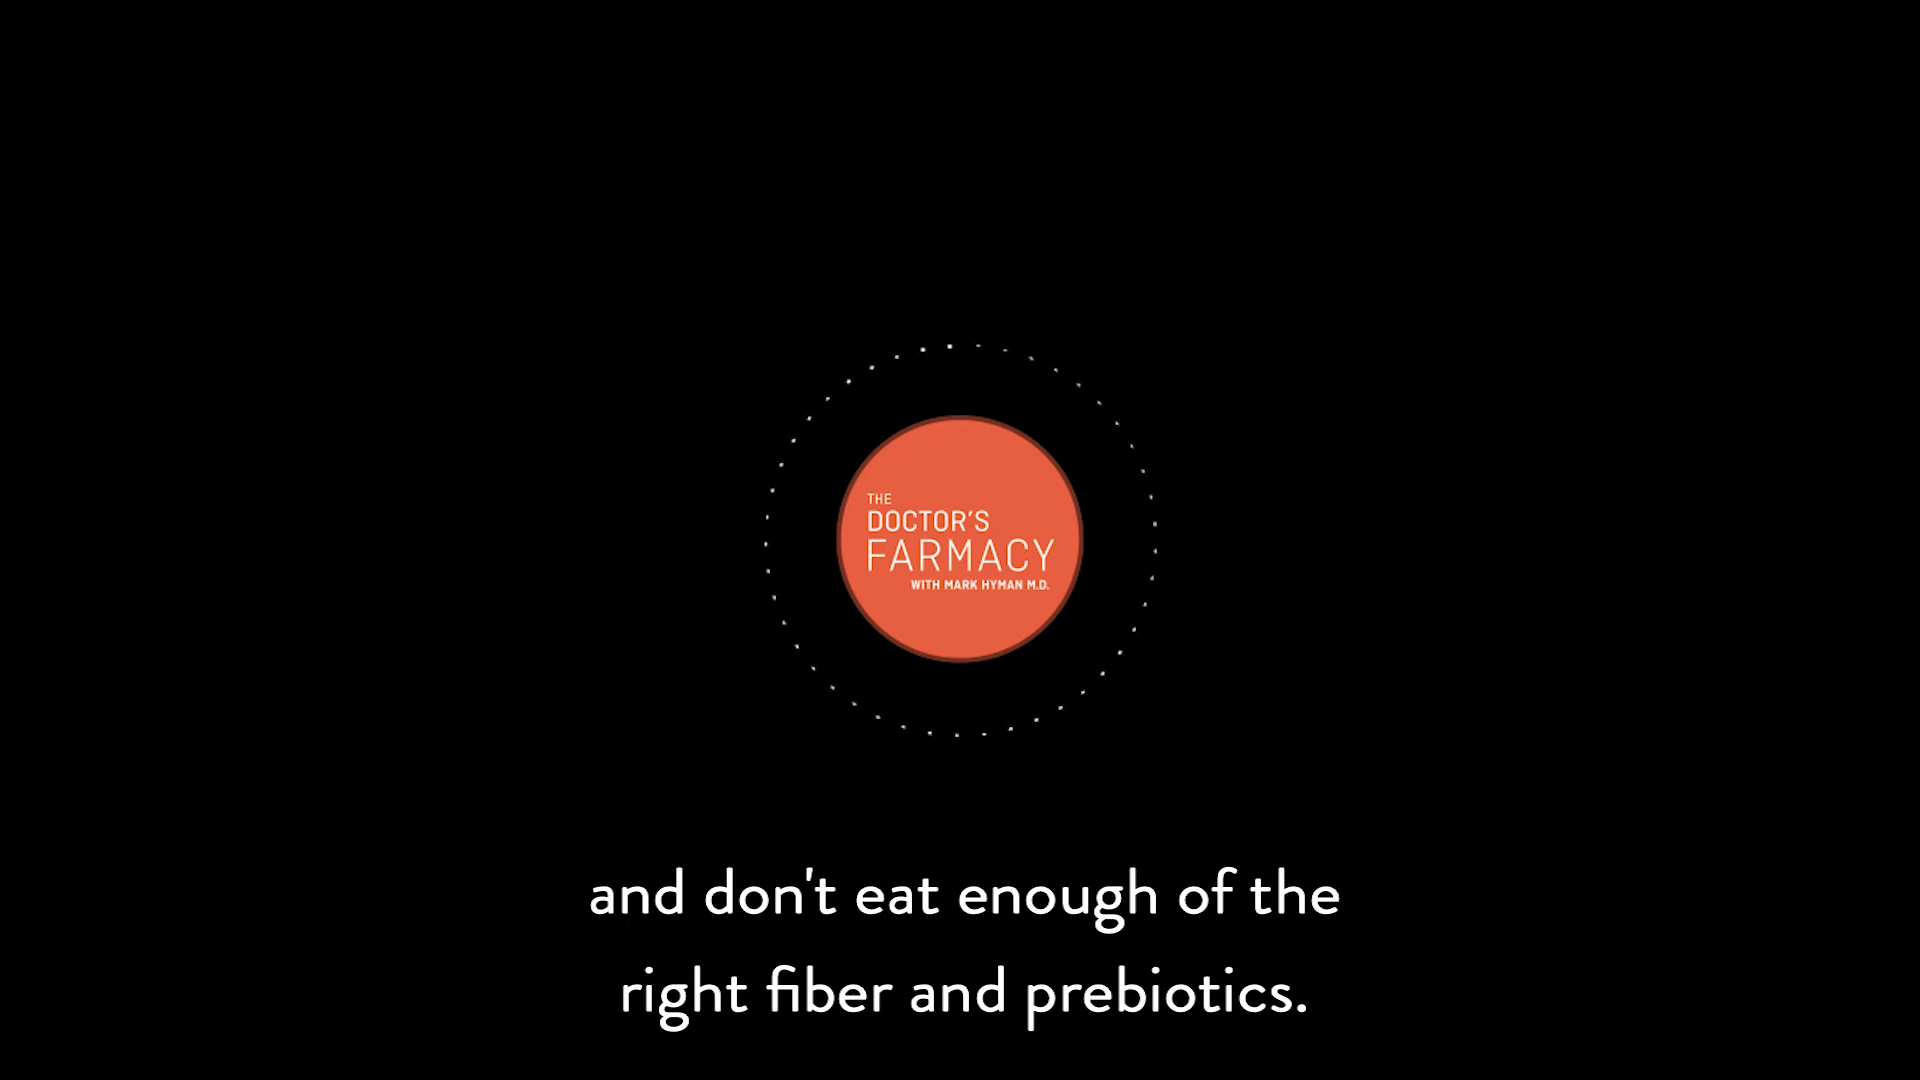 THE
DOCTOR'S
FARMACY
WITH MARK HYMAN M.D.
and don't eat enough of the
right fiber and prebiotics.